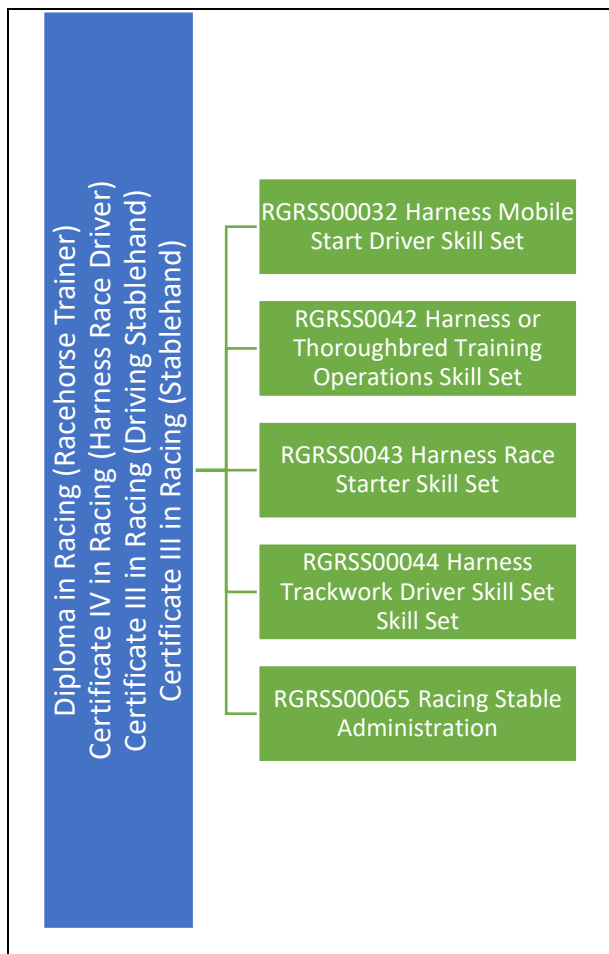 Diploma in Racing (Racehorse Trainer)
Certificate IV in Racing (Harness Race Driver)
Certificate III in Racing (Driving Stablehand)
Certificate III in Racing (Stablehand)
RGRSS00032 Harness Mobile
Start Driver Skill Set
RGRSS0042 Harness or
Thoroughbred Training
Operations Skill Set
RGRSS0043 Harness Race
Starter Skill Set
RGRSS00044 Harness
Trackwork Driver Skill Set
Skill Set
RGRSS00065 Racing Stable
Administration